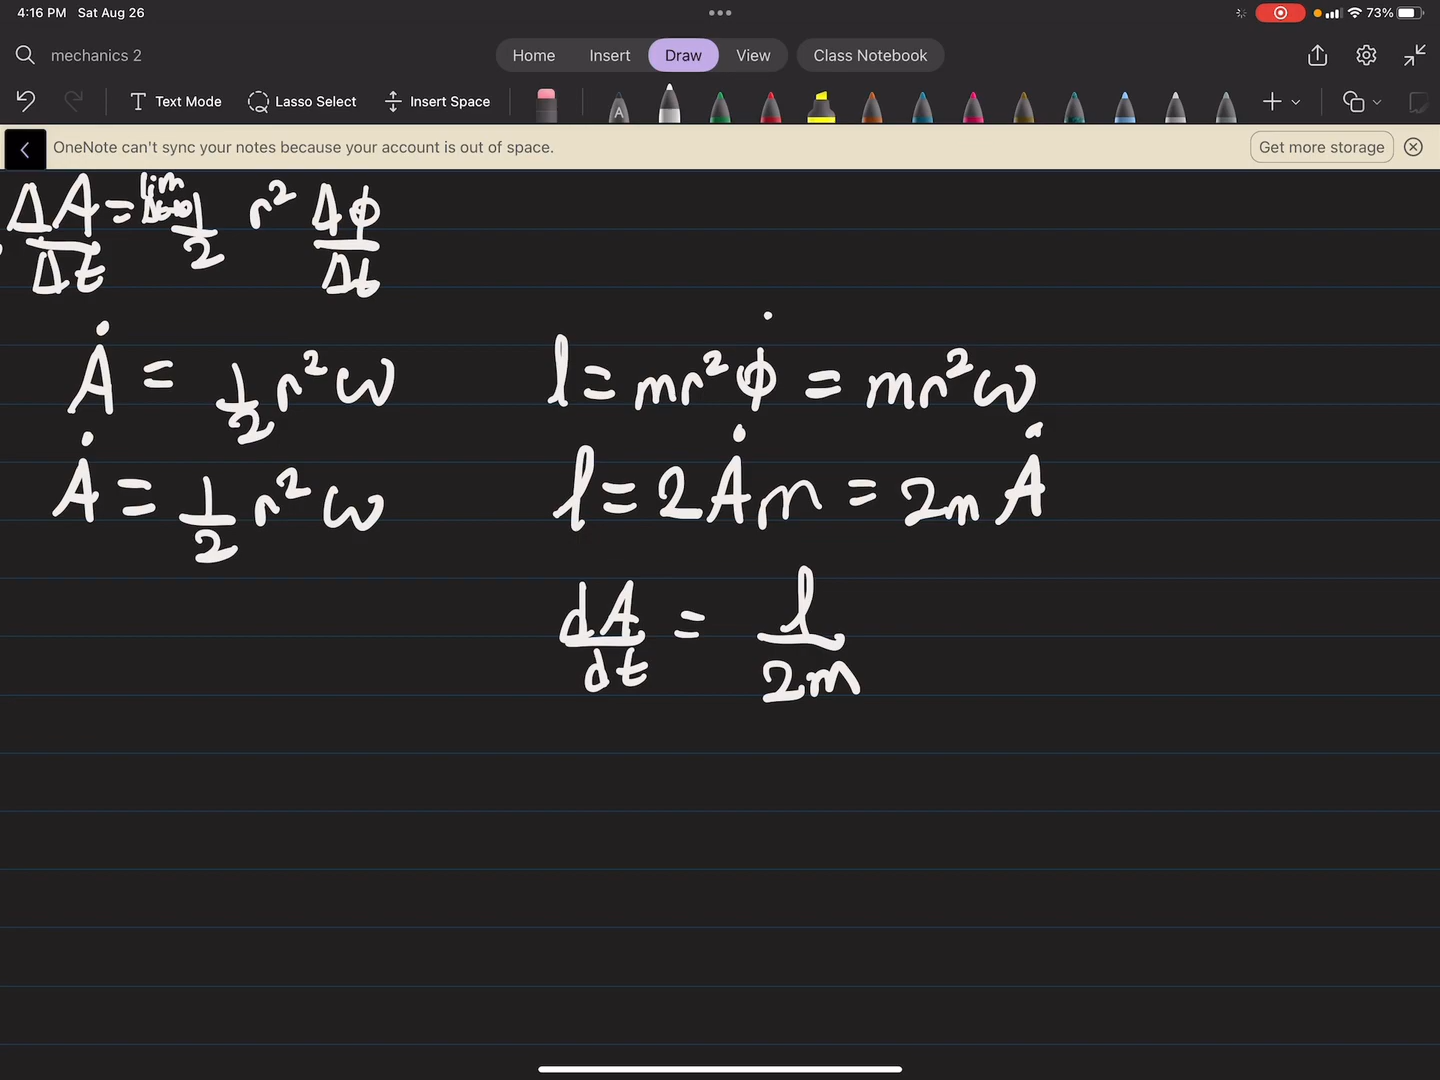 4:16 PM Sat Aug 26
73%
mechanics 2
Home Insert Draw View Class Notebook
Text Mode Lasso Select Insert Space
A
OneNote can't sync your notes because your account is out of space.
Get more storage
ΔA/Δt = lim 1/2 r² Δϕ/Δt
Ȧ = 1/2 r²ω
l = mr²ϕ̇ = mr²ω
Ȧ = 1/2 r²ω
l = 2Ȧm = 2mȦ
dA/dt = l/2m